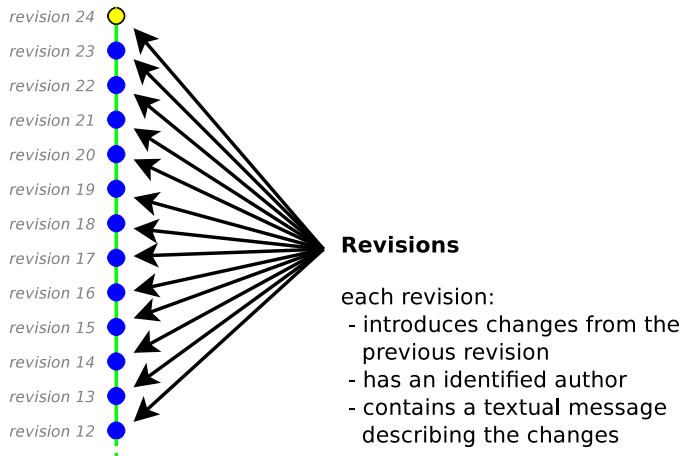 revision 24
revision 23
revision 22
revision 21
revision 20
revision 19
revision 18
revision 17
revision 16
revision 15
revision 14
revision 13
revision 12
Revisions
each revision:
- introduces changes from the
previous revision
- has an identified author
- contains a textual message
describing the changes